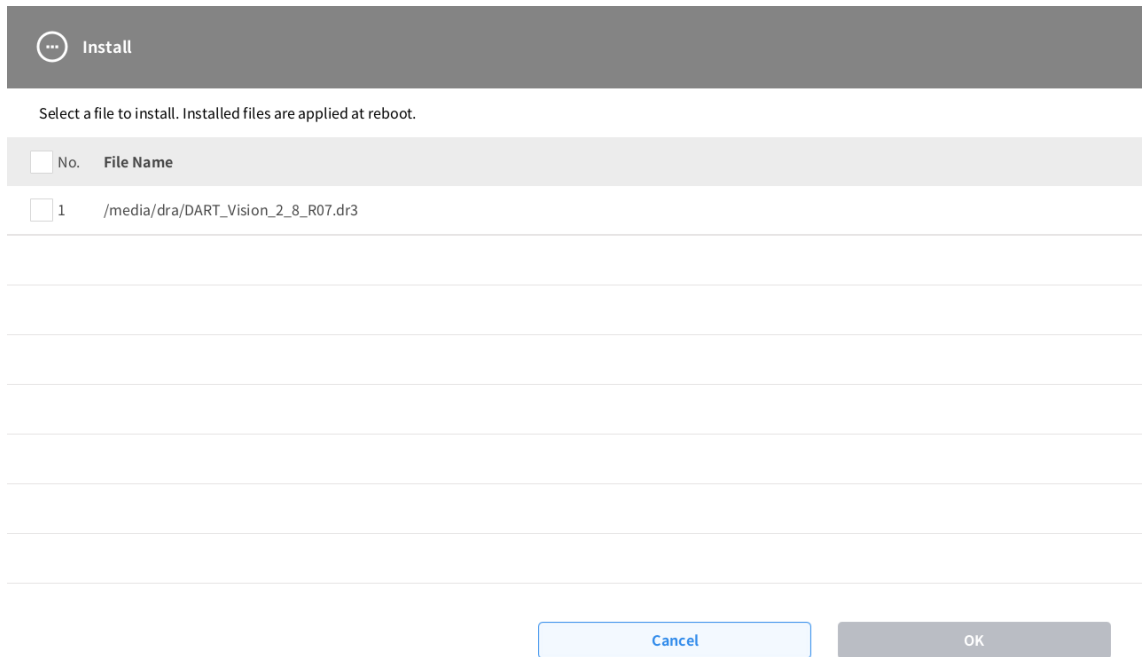 Install
Select a file to install. Installed files are applied at reboot.
No. File Name
1 /media/dra/DART_Vision_2_8_R07.dr3
Cancel OK